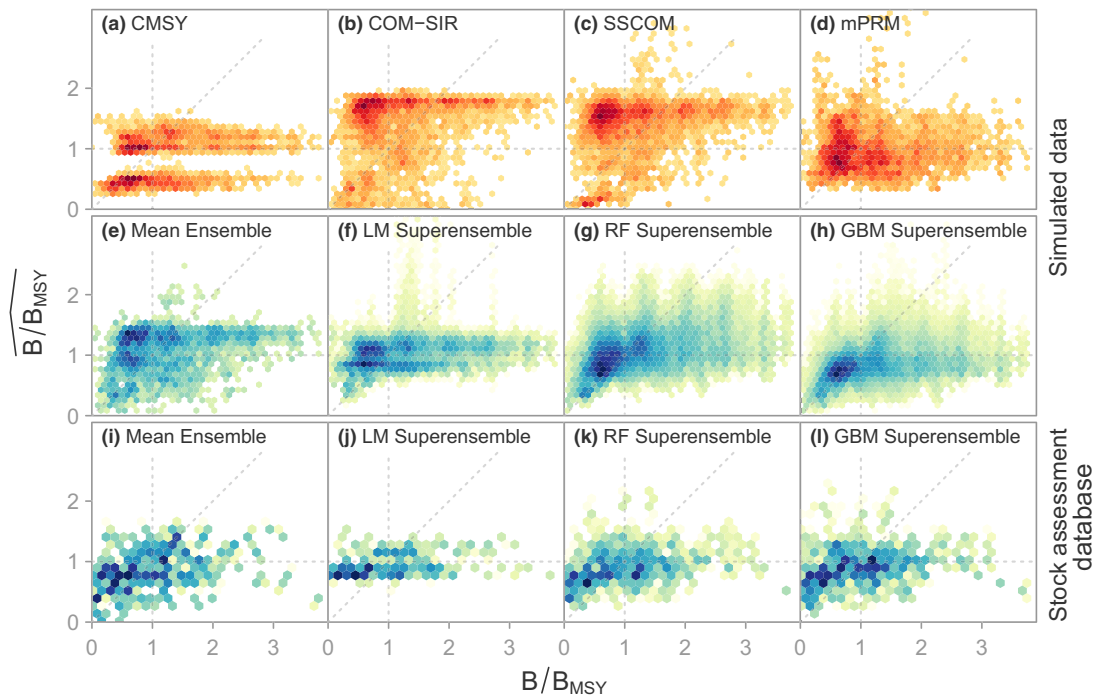 (a) CMSY (b) COM−SIR (c) SSCOM (d) mPRM
2
1
0
Simulated data
(e) Mean Ensemble (f) LM Superensemble (g) RF Superensemble (h) GBM Superensemble
2
1
0
B/B_MSY
(i) Mean Ensemble (j) LM Superensemble (k) RF Superensemble (l) GBM Superensemble
2
1
0
Stock assessment
database
0 1 2 3 0 1 2 3 0 1 2 3 0 1 2 3
B/B_MSY